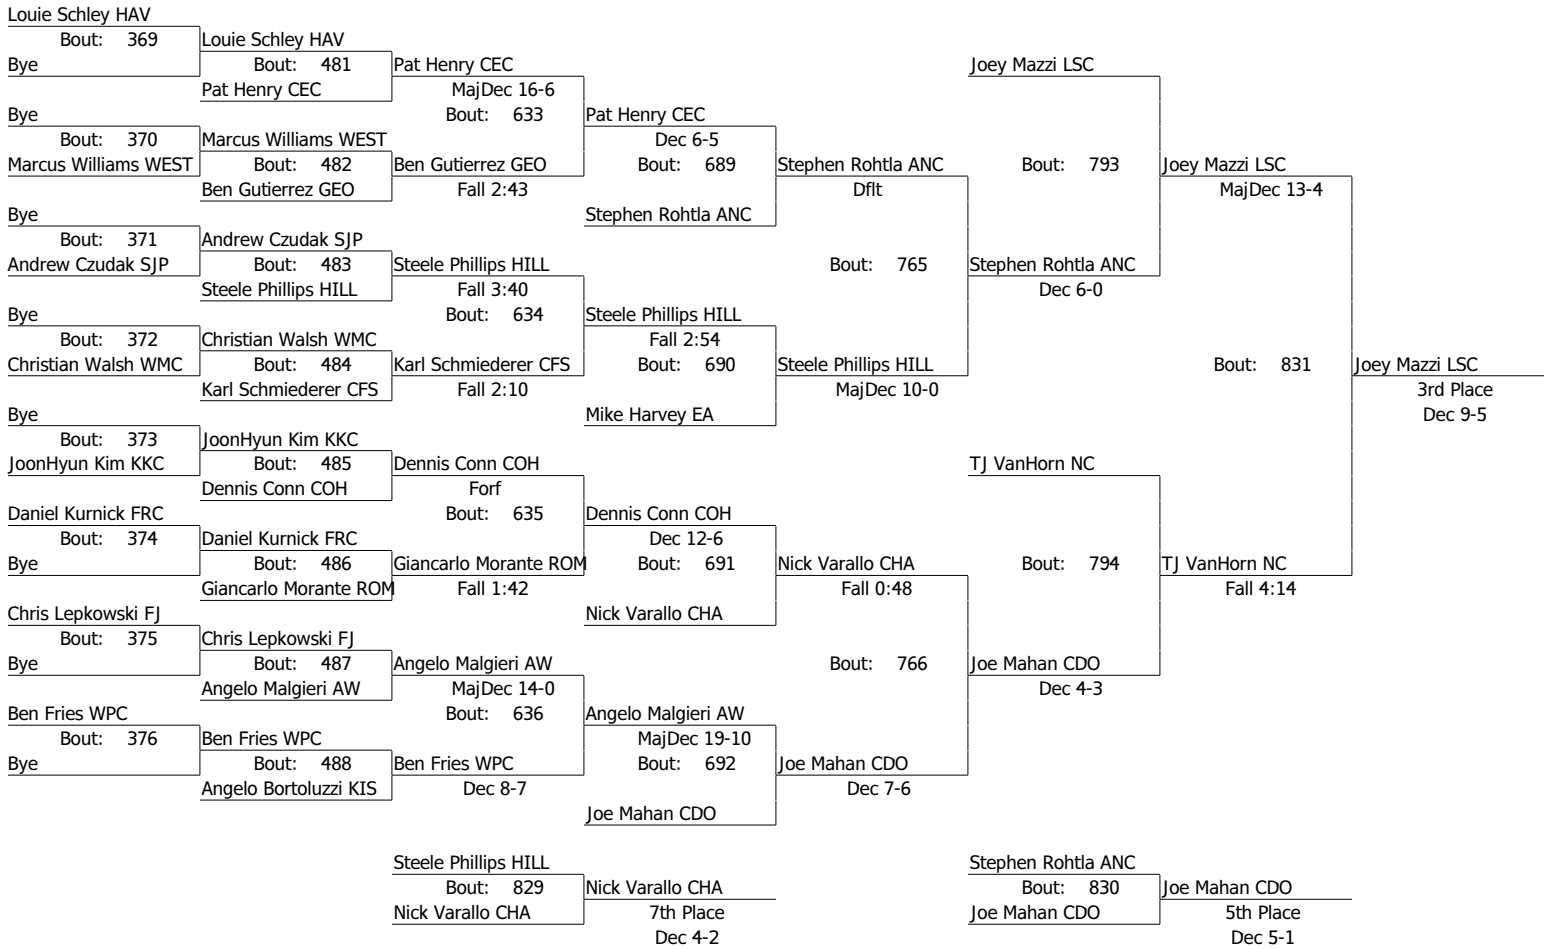 Louie Schley HAV
Bout: 369 Louie Schley HAV
Bye Bout: 481 Pat Henry CEC Joey Mazzi LSC
Pat Henry CEC MajDec 16-6
Bye Bout: 633 Pat Henry CEC
Bout: 370 Marcus Williams WEST Dec 6-5
Marcus Williams WEST Bout: 482 Ben Gutierrez GEO Bout: 689 Stephen Rohtla ANC Bout: 793 Joey Mazzi LSC
Ben Gutierrez GEO Fall 2:43 Dflt MajDec 13-4
Bye Stephen Rohtla ANC
Bout: 371 Andrew Czudak SJP
Andrew Czudak SJP Bout: 483 Steele Phillips HILL Bout: 765 Stephen Rohtla ANC
Steele Phillips HILL Fall 3:40 Dec 6-0
Bye Bout: 634 Steele Phillips HILL
Bout: 372 Christian Walsh WMC Fall 2:54
Christian Walsh WMC Bout: 484 Karl Schmiederer CFS Bout: 690 Steele Phillips HILL Bout: 831 Joey Mazzi LSC
Karl Schmiederer CFS Fall 2:10 MajDec 10-0 3rd Place
Bye Mike Harvey EA Dec 9-5
Bout: 373 JoonHyun Kim KKC
JoonHyun Kim KKC Bout: 485 Dennis Conn COH TJ VanHorn NC
Dennis Conn COH Forf
Daniel Kurnick FRC Bout: 635 Dennis Conn COH
Bout: 374 Daniel Kurnick FRC Dec 12-6
Bye Bout: 486 Giancarlo Morante ROM Bout: 691 Nick Varallo CHA Bout: 794 TJ VanHorn NC
Giancarlo Morante ROM Fall 1:42 Fall 0:48 Fall 4:14
Chris Lepkowski FJ Nick Varallo CHA
Bout: 375 Chris Lepkowski FJ
Bye Bout: 487 Angelo Malgieri AW Bout: 766 Joe Mahan CDO
Angelo Malgieri AW MajDec 14-0 Dec 4-3
Ben Fries WPC Bout: 636 Angelo Malgieri AW
Bout: 376 Ben Fries WPC MajDec 19-10
Bye Bout: 488 Ben Fries WPC Bout: 692 Joe Mahan CDO
Angelo Bortoluzzi KIS Dec 8-7 Dec 7-6
Joe Mahan CDO
Steele Phillips HILL Stephen Rohtla ANC
Bout: 829 Nick Varallo CHA Bout: 830 Joe Mahan CDO
Nick Varallo CHA 7th Place Joe Mahan CDO 5th Place
Dec 4-2 Dec 5-1